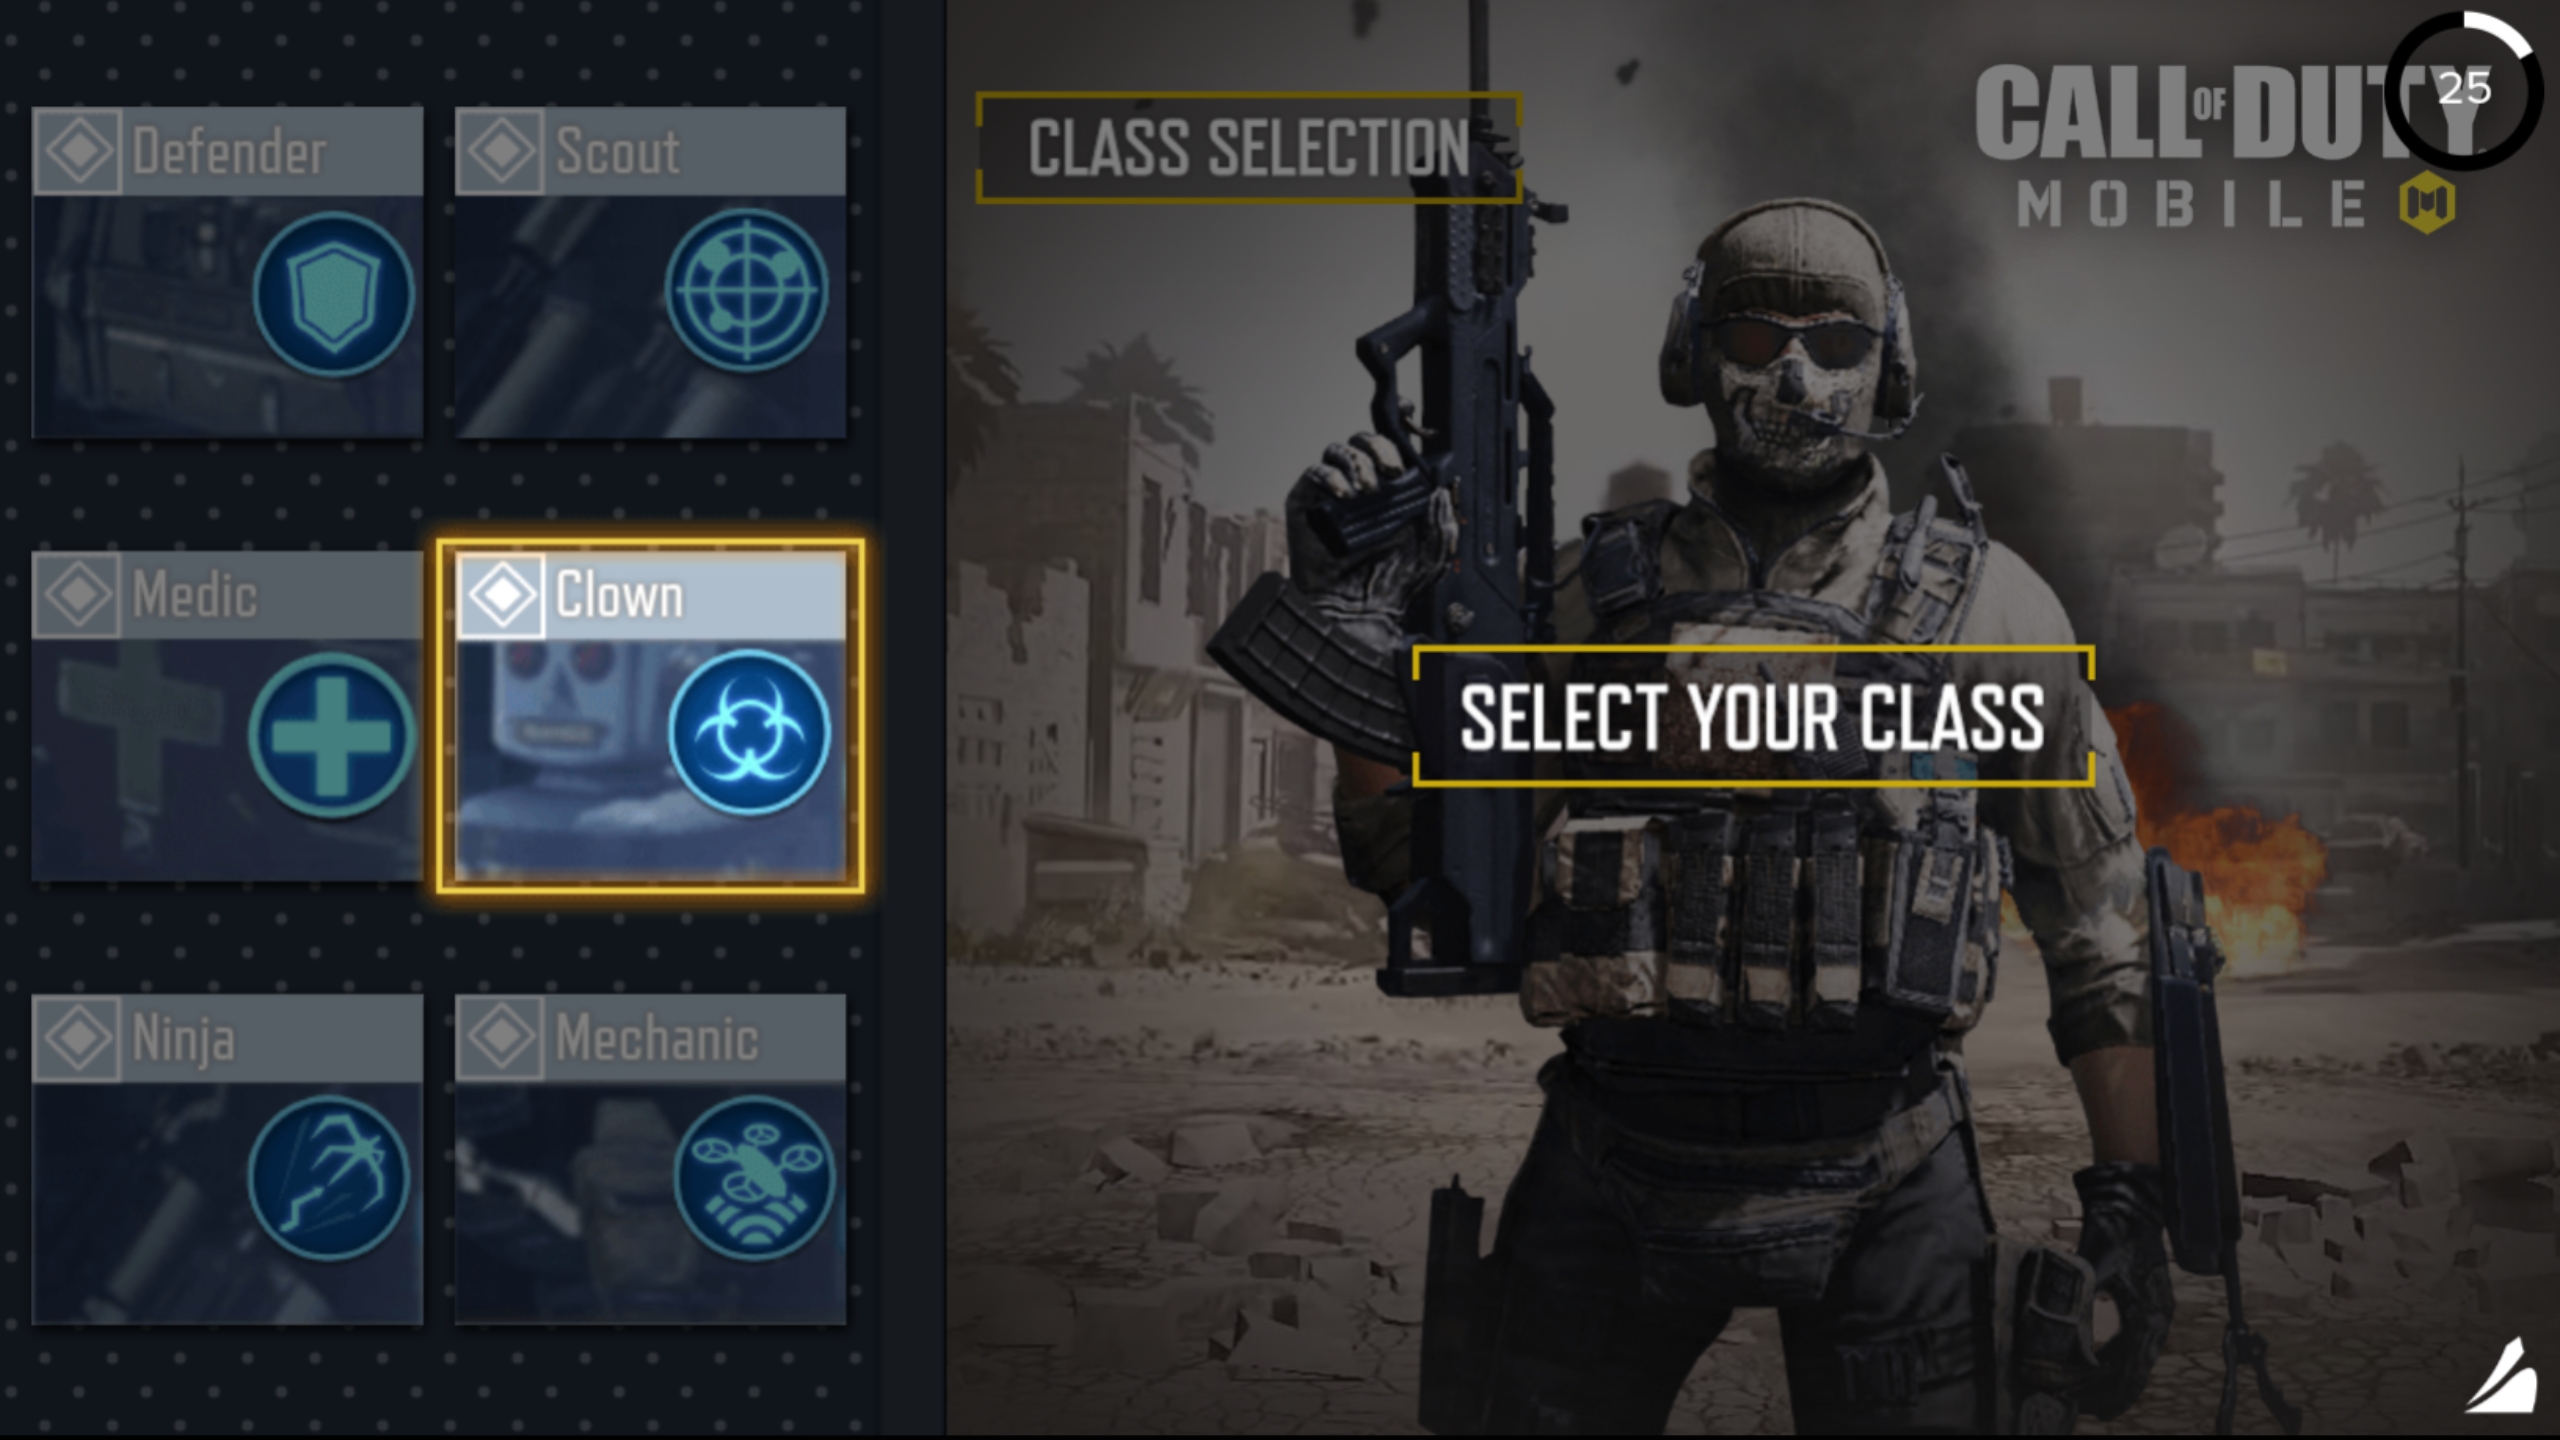 Defender
Scout
Medic
Clown
Ninja
Mechanic
CLASS SELECTION
CALL OF DUTY
MOBILE
25
SELECT YOUR CLASS